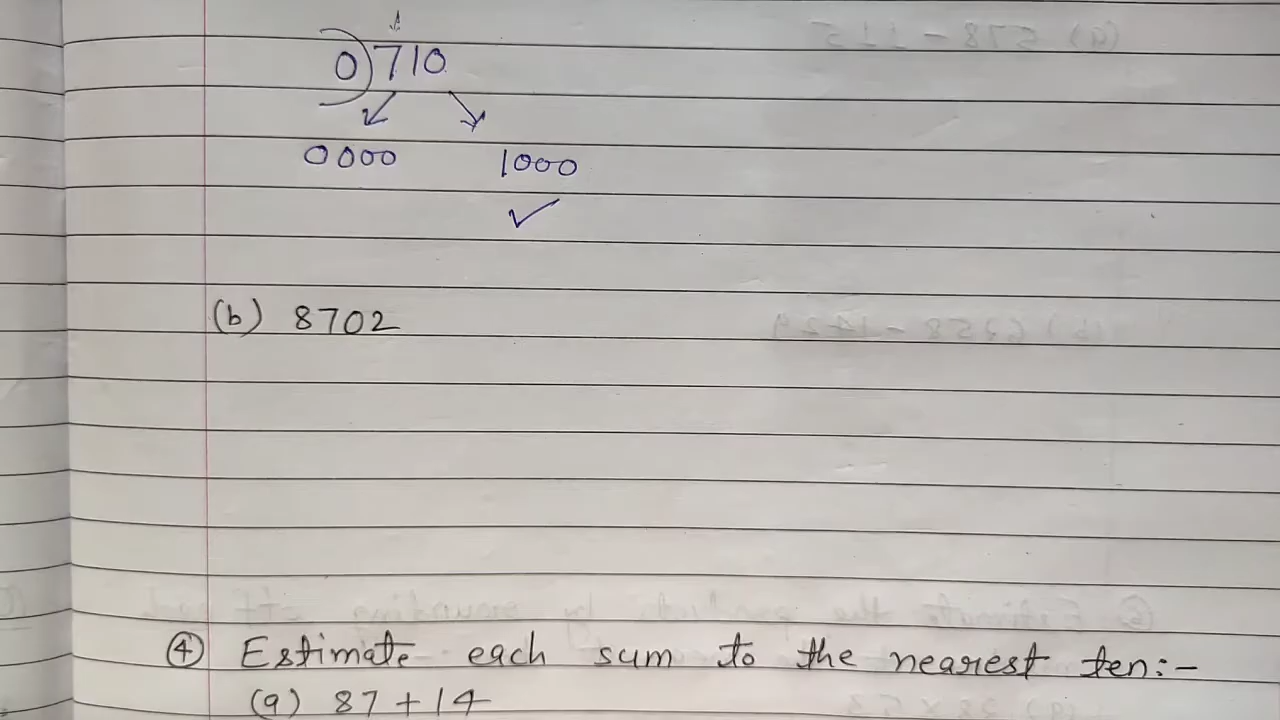 0)710
0000 1000
(b) 8702
④ Estimate each sum to the nearest ten:-
(a) 87+14